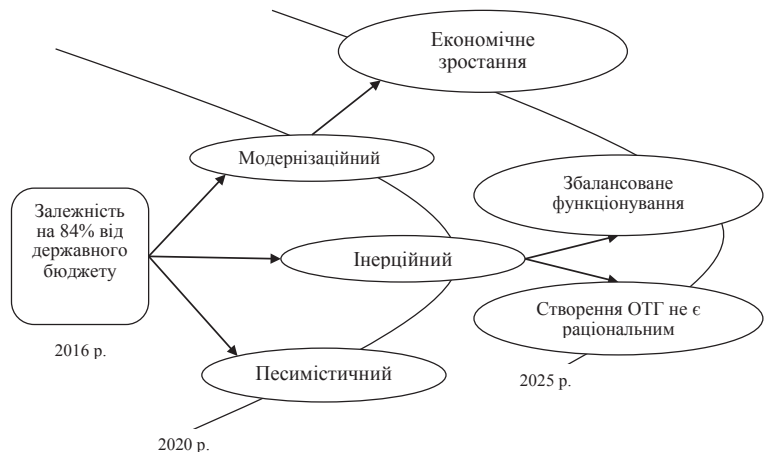 Економічне
зростання
Модернізаційний
Збалансоване
функціонування
Залежність
на 84% від
державного
бюджету
Інерційний
Створення ОТГ не є
раціональним
2016 р.
Песимістичний
2025 р.
2020 р.